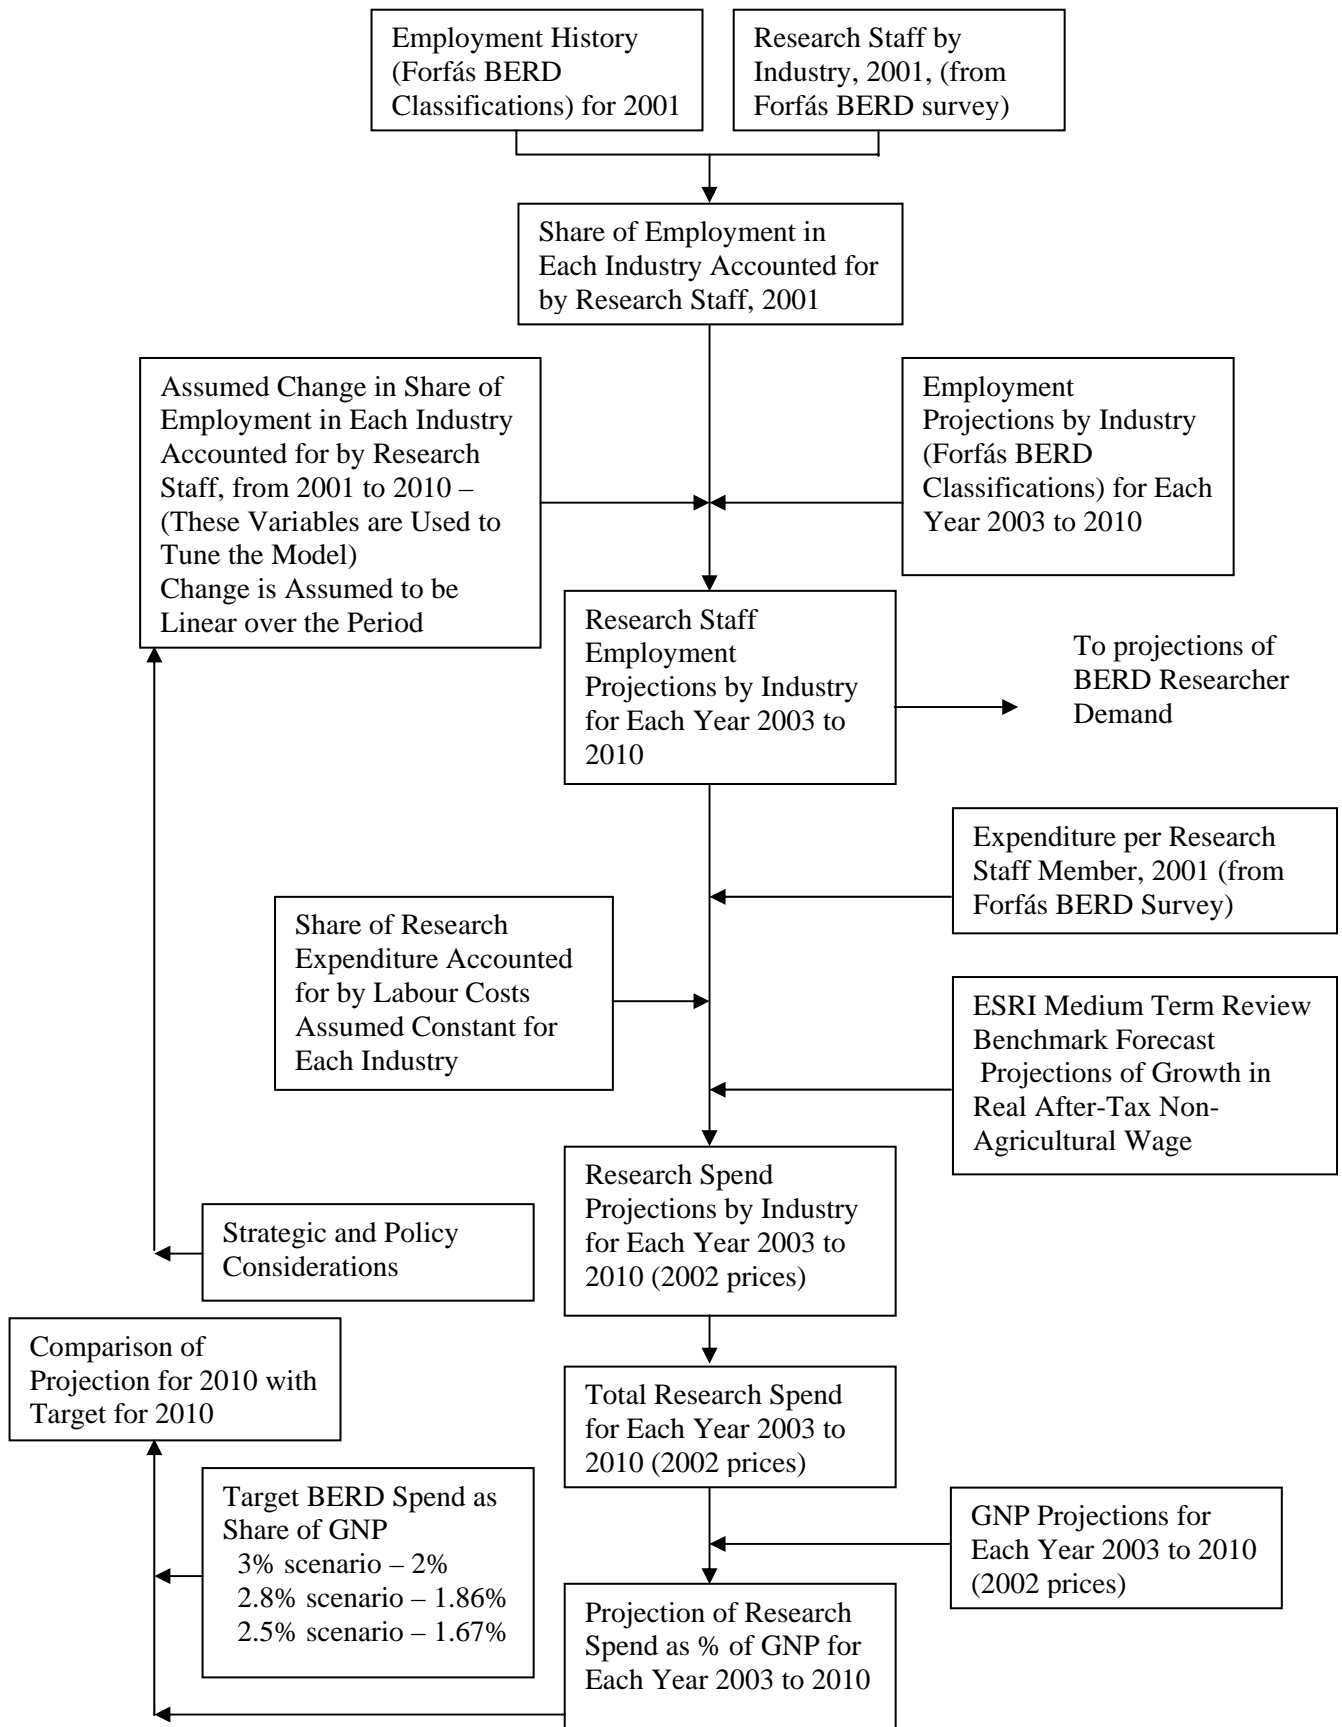 Employment History
(Forfás BERD
Classifications) for 2001
Research Staff by
Industry, 2001, (from
Forfás BERD survey)
Share of Employment in
Each Industry Accounted for
by Research Staff, 2001
Assumed Change in Share of
Employment in Each Industry
Accounted for by Research
Staff, from 2001 to 2010 –
(These Variables are Used to
Tune the Model)
Change is Assumed to be
Linear over the Period
Employment
Projections by Industry
(Forfás BERD
Classifications) for Each
Year 2003 to 2010
Research Staff
Employment
Projections by Industry
for Each Year 2003 to
2010
To projections of
BERD Researcher
Demand
Expenditure per Research
Staff Member, 2001 (from
Forfás BERD Survey)
Share of Research
Expenditure Accounted
for by Labour Costs
Assumed Constant for
Each Industry
ESRI Medium Term Review
Benchmark Forecast
Projections of Growth in
Real After-Tax Non-
Agricultural Wage
Research Spend
Projections by Industry
for Each Year 2003 to
2010 (2002 prices)
Strategic and Policy
Considerations
Comparison of
Projection for 2010 with
Target for 2010
Total Research Spend
for Each Year 2003 to
2010 (2002 prices)
Target BERD Spend as
Share of GNP
3% scenario – 2%
2.8% scenario – 1.86%
2.5% scenario – 1.67%
GNP Projections for
Each Year 2003 to 2010
(2002 prices)
Projection of Research
Spend as % of GNP for
Each Year 2003 to 2010